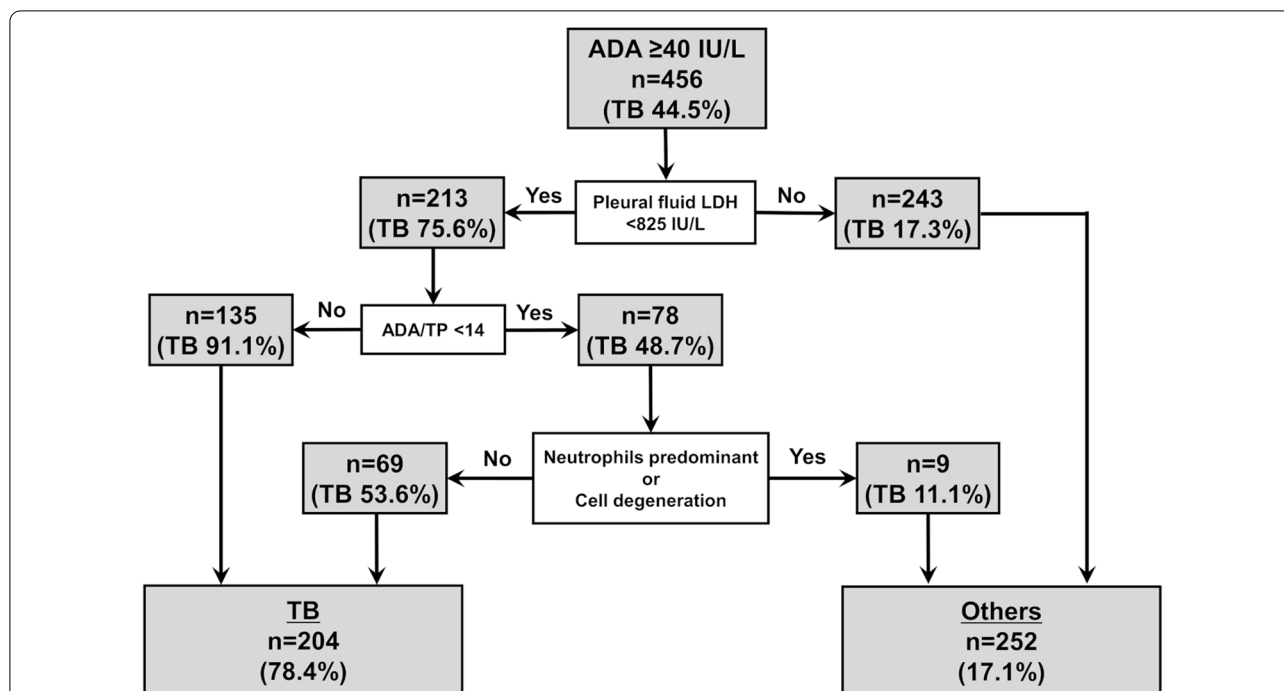 ADA ≥40 IU/L
n=456
(TB 44.5%)
n=213
(TB 75.6%)
Yes
Pleural fluid LDH
<825 IU/L
No
n=243
(TB 17.3%)
n=135
(TB 91.1%)
No
ADA/TP <14
Yes
n=78
(TB 48.7%)
n=69
(TB 53.6%)
No
Neutrophils predominant
or
Cell degeneration
Yes
n=9
(TB 11.1%)
TB
n=204
(78.4%)
Others
n=252
(17.1%)